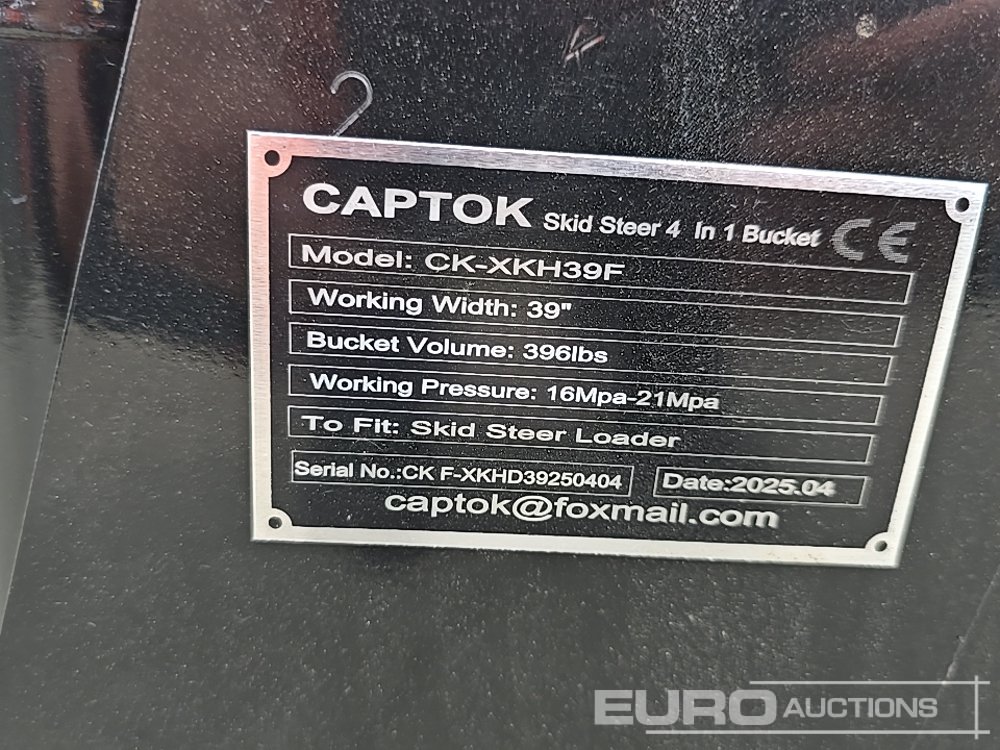 CAPTOK Skid Steer 4 In 1 Bucket CE
Model: CK-XKH39F
Working Width: 39"
Bucket Volume: 396lbs
Working Pressure: 16Mpa-21Mpa
To Fit: Skid Steer Loader
Serial No.:CK F-XKHD39250404 Date:2025.04
captok@foxmail.com
EURO AUCTIONS